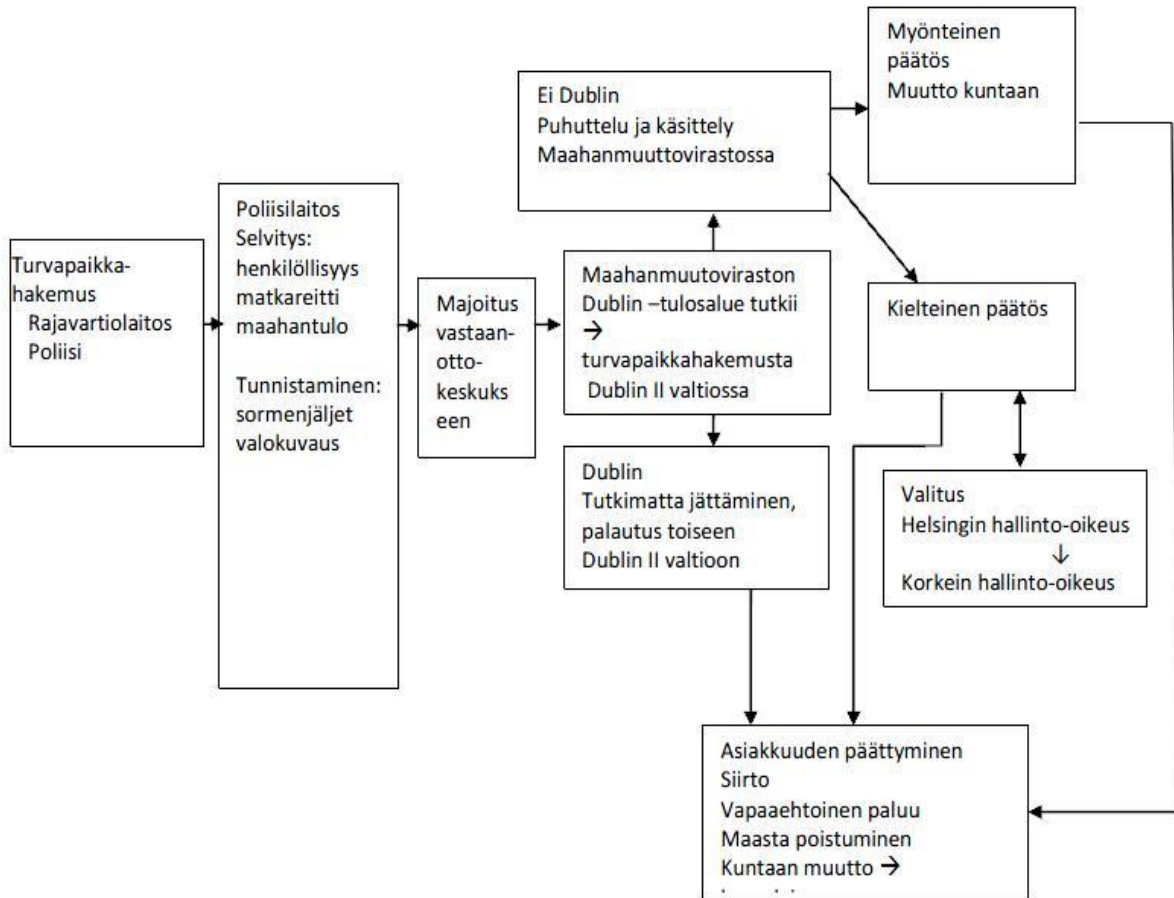 Turvapaikka-
hakemus
Rajavartiolaitos
Poliisi
Poliisilaitos
Selvitys:
henkilöllisyys
matkareitti
maahantulo
Tunnistaminen:
sormenjäljet
valokuvaus
Majoitus
vastaan-
otto-
keskuks
een
Ei Dublin
Puhuttelu ja käsittely
Maahanmuuttovirastossa
Maahanmuutoviraston
Dublin –tulosalue tutkii
→
turvapaikkahakemusta
Dublin II valtiossa
Dublin
Tutkimatta jättäminen,
palautus toiseen
Dublin II valtioon
Myönteinen
päätös
Muutto kuntaan
Kielteinen päätös
Valitus
Helsingin hallinto-oikeus
↓
Korkein hallinto-oikeus
Asiakkuuden päättyminen
Siirto
Vapaaehtoinen paluu
Maasta poistuminen
Kuntaan muutto →